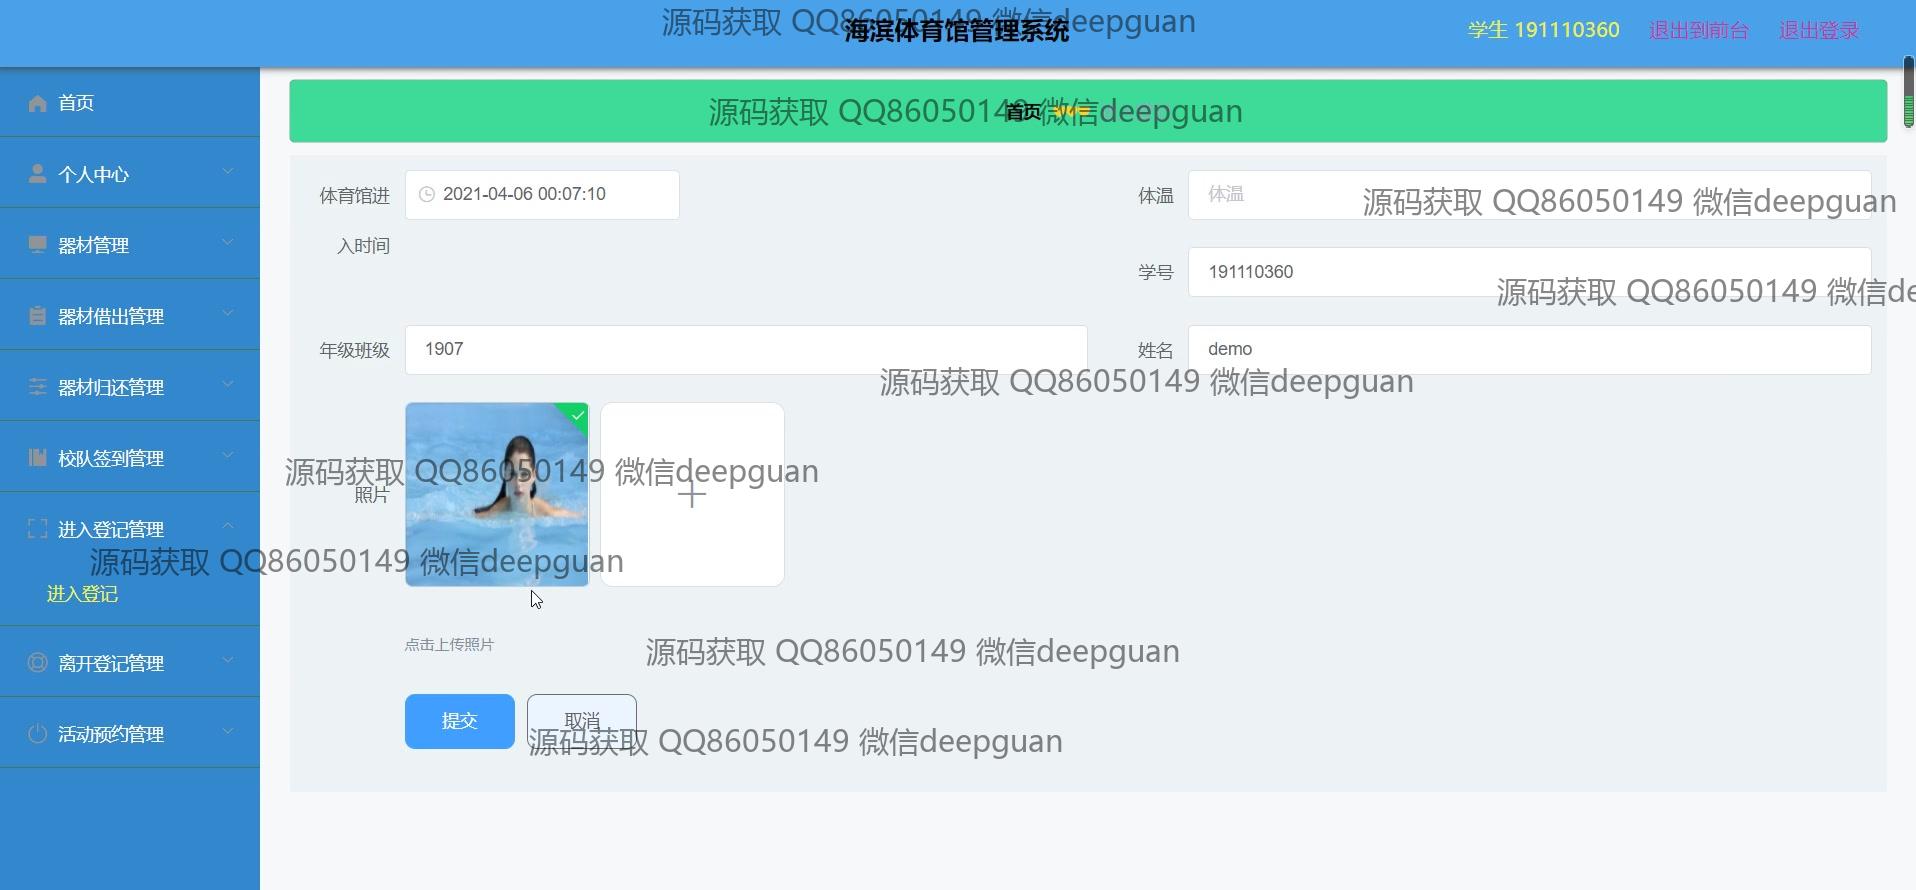 源码获取 QQ86050149 微信deepguan
海滨体育馆管理系统
学生 191110360
退出到前台
退出登录
首页
源码获取 QQ86050149 微信deepguan
首页
个人中心
体育馆进入时间
2021-04-06 00:07:10
体温
体温
源码获取 QQ86050149 微信deepguan
器材管理
学号
191110360
源码获取 QQ86050149 微信de
器材借出管理
年级班级
1907
姓名
demo
源码获取 QQ86050149 微信deepguan
器材归还管理
校队签到管理
源码获取 QQ86050149 微信deepguan
照片
进入登记管理
源码获取 QQ86050149 微信deepguan
进入登记
点击上传照片
源码获取 QQ86050149 微信deepguan
离开登记管理
提交
取消
活动预约管理
源码获取 QQ86050149 微信deepguan